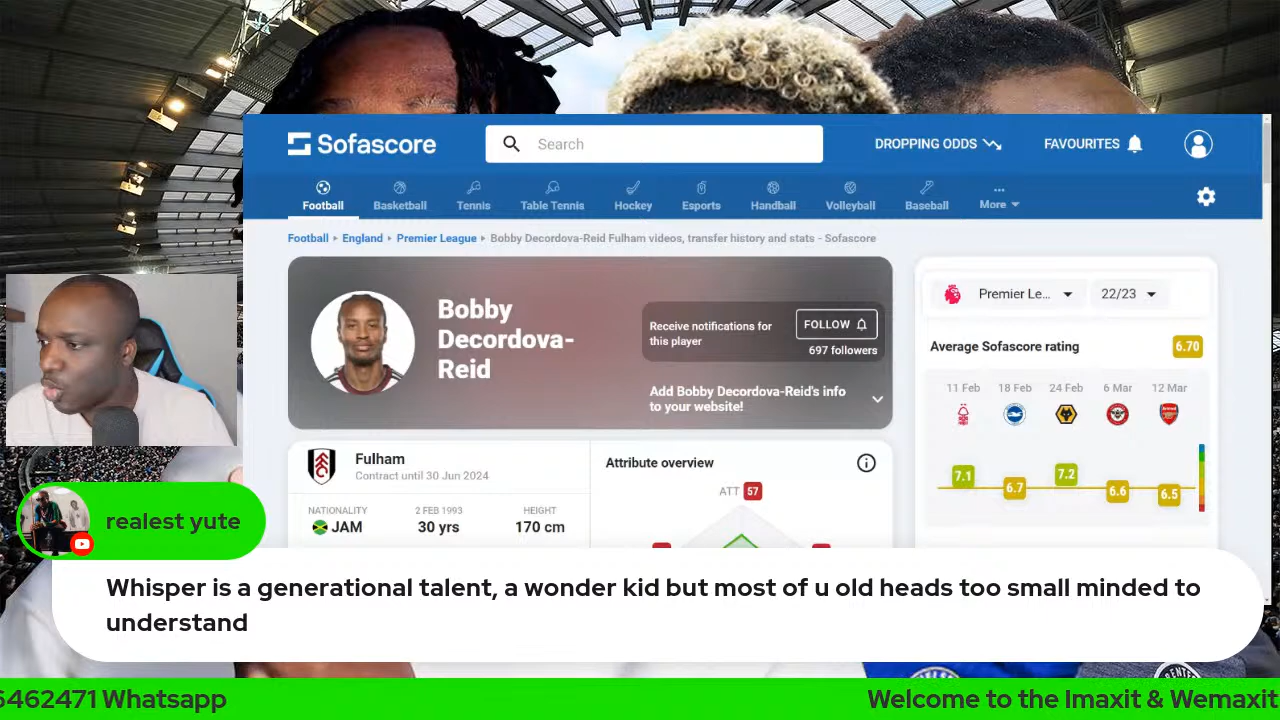 Sofascore
Search
DROPPING ODDS
FAVOURITES
Football
Basketball
Tennis
Table Tennis
Hockey
Esports
Handball
Volleyball
Baseball
More
Football England Premier League Bobby Decordova-Reid Fulham videos, transfer history and stats - Sofascore
Bobby
Decordova-
Reid
Receive notifications for
this player
FOLLOW
697 followers
Add Bobby Decordova-Reid's info
to your website!
Premier Le...
22/23
Average Sofascore rating
6.70
11 Feb
18 Feb
24 Feb
6 Mar
12 Mar
7.1
6.7
7.2
6.6
6.5
Fulham
Contract until 30 Jun 2024
NATIONALITY
JAM
2 FEB 1993
30 yrs
HEIGHT
170 cm
Attribute overview
ATT 57
realest yute
Whisper is a generational talent, a wonder kid but most of u old heads too small minded to
understand
6462471 Whatsapp
Welcome to the Imaxit & Wemaxit